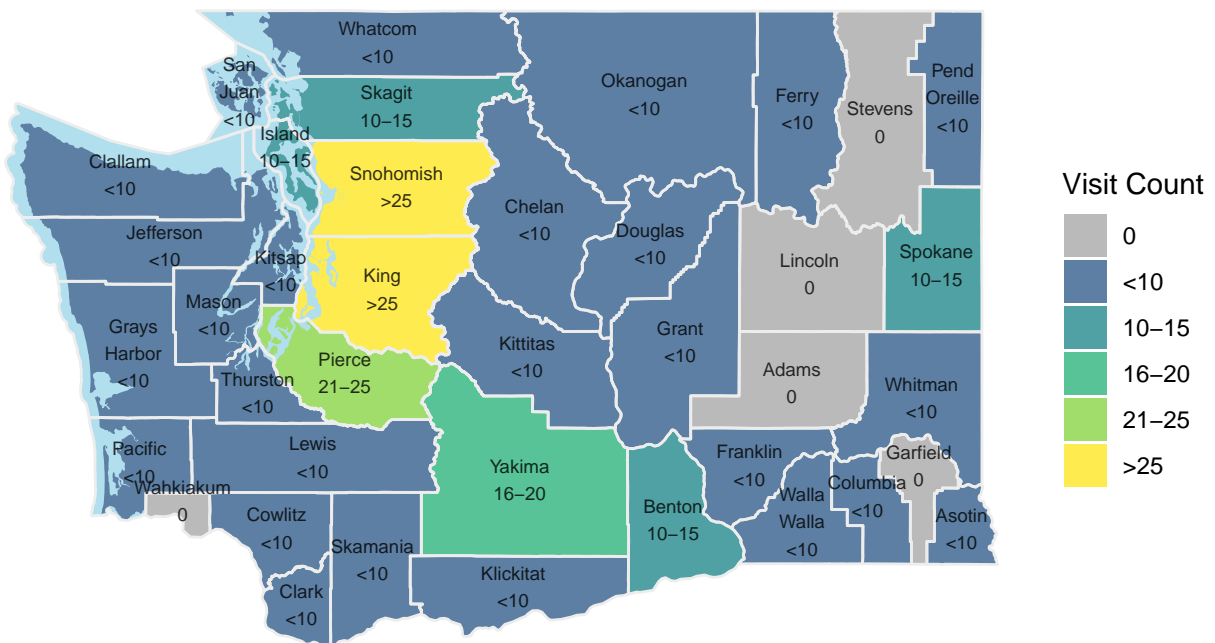 Whatcom
<10
San
Juan
<10
Skagit
10–15
Island
10–15
Okanogan
<10
Ferry
<10
Stevens
0
Pend
Oreille
<10
Clallam
<10
Snohomish
>25
Chelan
<10
Douglas
<10
Jefferson
<10
Kitsap
<10
King
>25
Lincoln
0
Spokane
10–15
Mason
<10
Grays
Harbor
<10
Pierce
21–25
Kittitas
<10
Grant
<10
Adams
0
Whitman
<10
Thurston
<10
Pacific
<10
Lewis
<10
Yakima
16–20
Franklin
<10
Garfield
0
Wahkiakum
0
Cowlitz
<10
Skamania
<10
Benton
10–15
Walla
Walla
<10
Columbia
<10
Asotin
<10
Clark
<10
Klickitat
<10
Visit Count
0
<10
10–15
16–20
21–25
>25